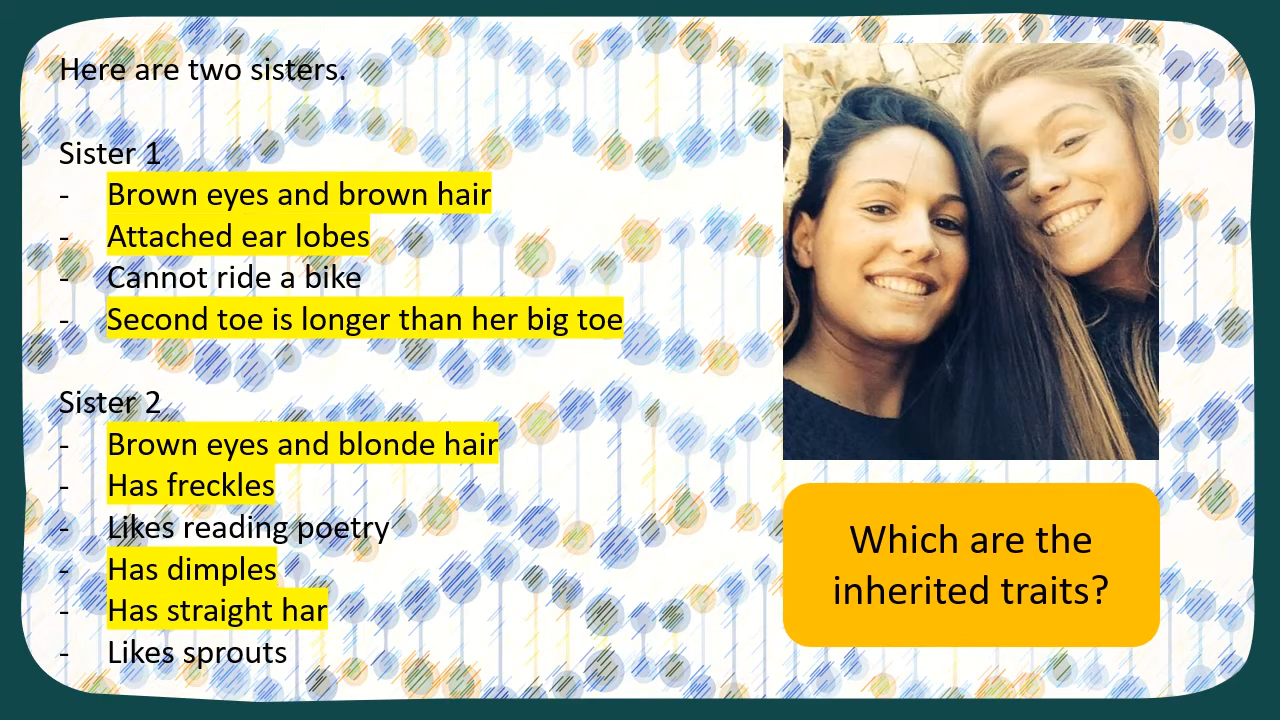 Here are two sisters.
Sister 1
- Brown eyes and brown hair
- Attached ear lobes
- Cannot ride a bike
- Second toe is longer than her big toe
Sister 2
- Brown eyes and blonde hair
- Has freckles
- Likes reading poetry
- Has dimples
- Has straight har
- Likes sprouts
Which are the
inherited traits?